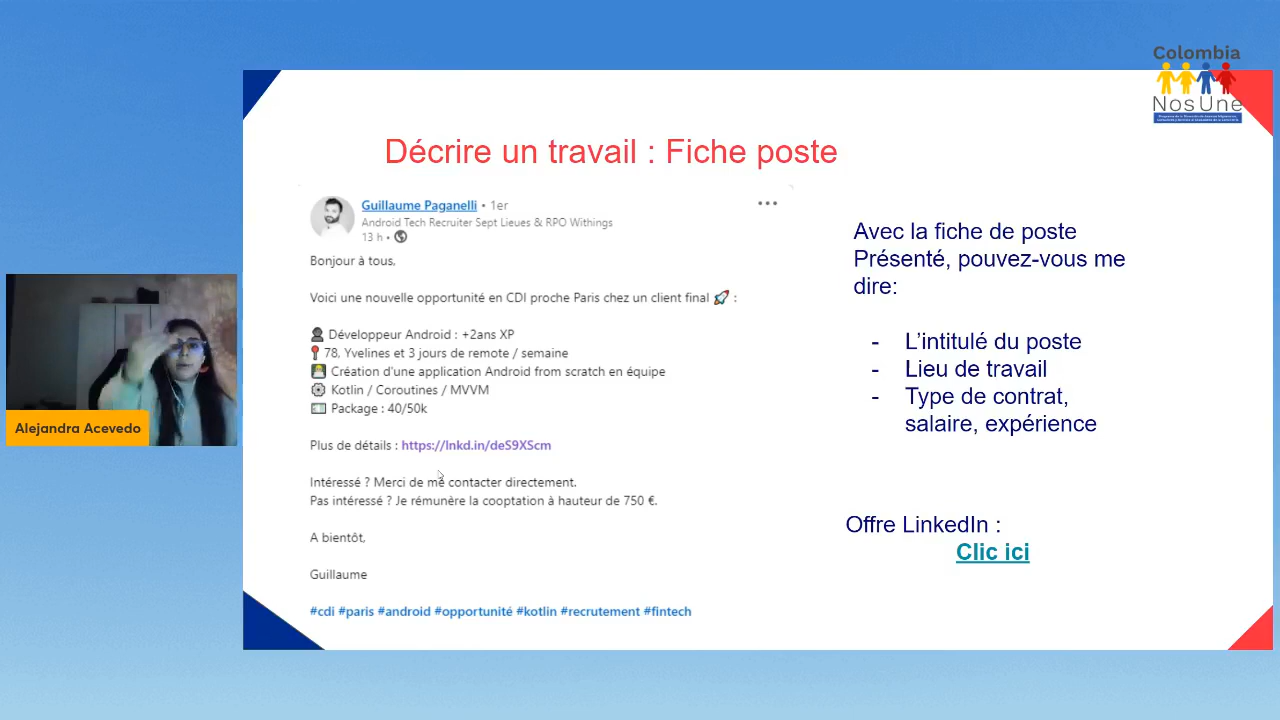 Colombia
NosUne
Décrire un travail : Fiche poste
Guillaume Paganelli • 1er
Android Tech Recruiter Sept Lieues & RPO Withings
13 h •
Bonjour à tous,
Voici une nouvelle opportunité en CDI proche Paris chez un client final 🚀 :
Développeur Android : +2ans XP
78, Yvelines et 3 jours de remote / semaine
Création d'une application Android from scratch en équipe
Kotlin / Coroutines / MVVM
Package : 40/50k
Plus de détails : https://lnkd.in/deS9XScm
Intéressé ? Merci de me contacter directement.
Pas intéressé ? Je rémunère la cooptation à hauteur de 750 €.
A bientôt,
Guillaume
#cdi #paris #android #opportunité #kotlin #recrutement #fintech
Avec la fiche de poste
Présenté, pouvez-vous me
dire:
- L'intitulé du poste
- Lieu de travail
- Type de contrat,
salaire, expérience
Offre LinkedIn :
Clic ici
Alejandra Acevedo